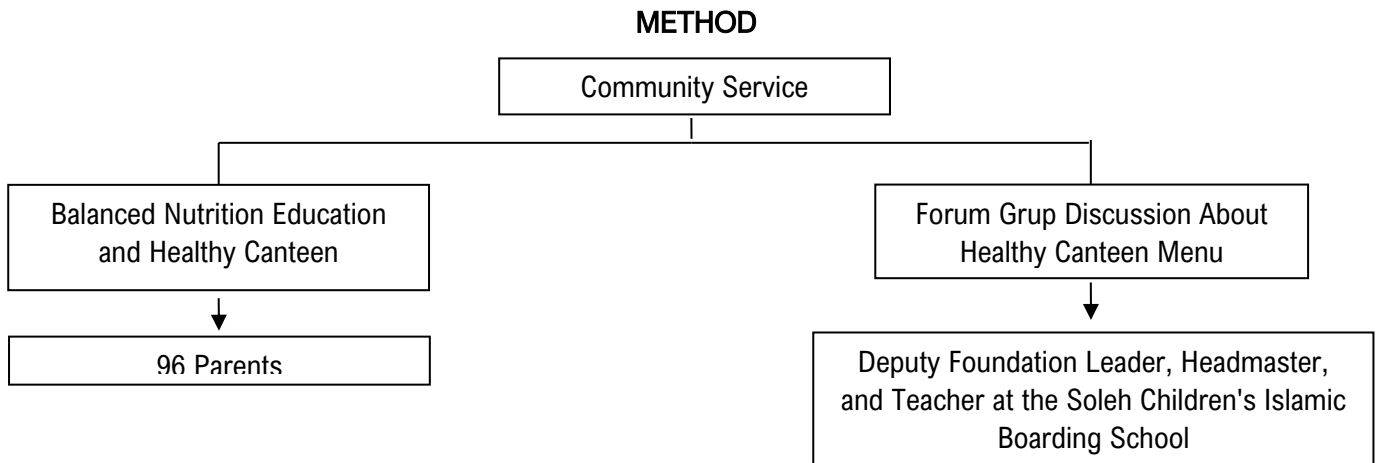 METHOD
Community Service
Balanced Nutrition Education
and Healthy Canteen
Forum Grup Discussion About
Healthy Canteen Menu
96 Parents
Deputy Foundation Leader, Headmaster,
and Teacher at the Soleh Children's Islamic
Boarding School